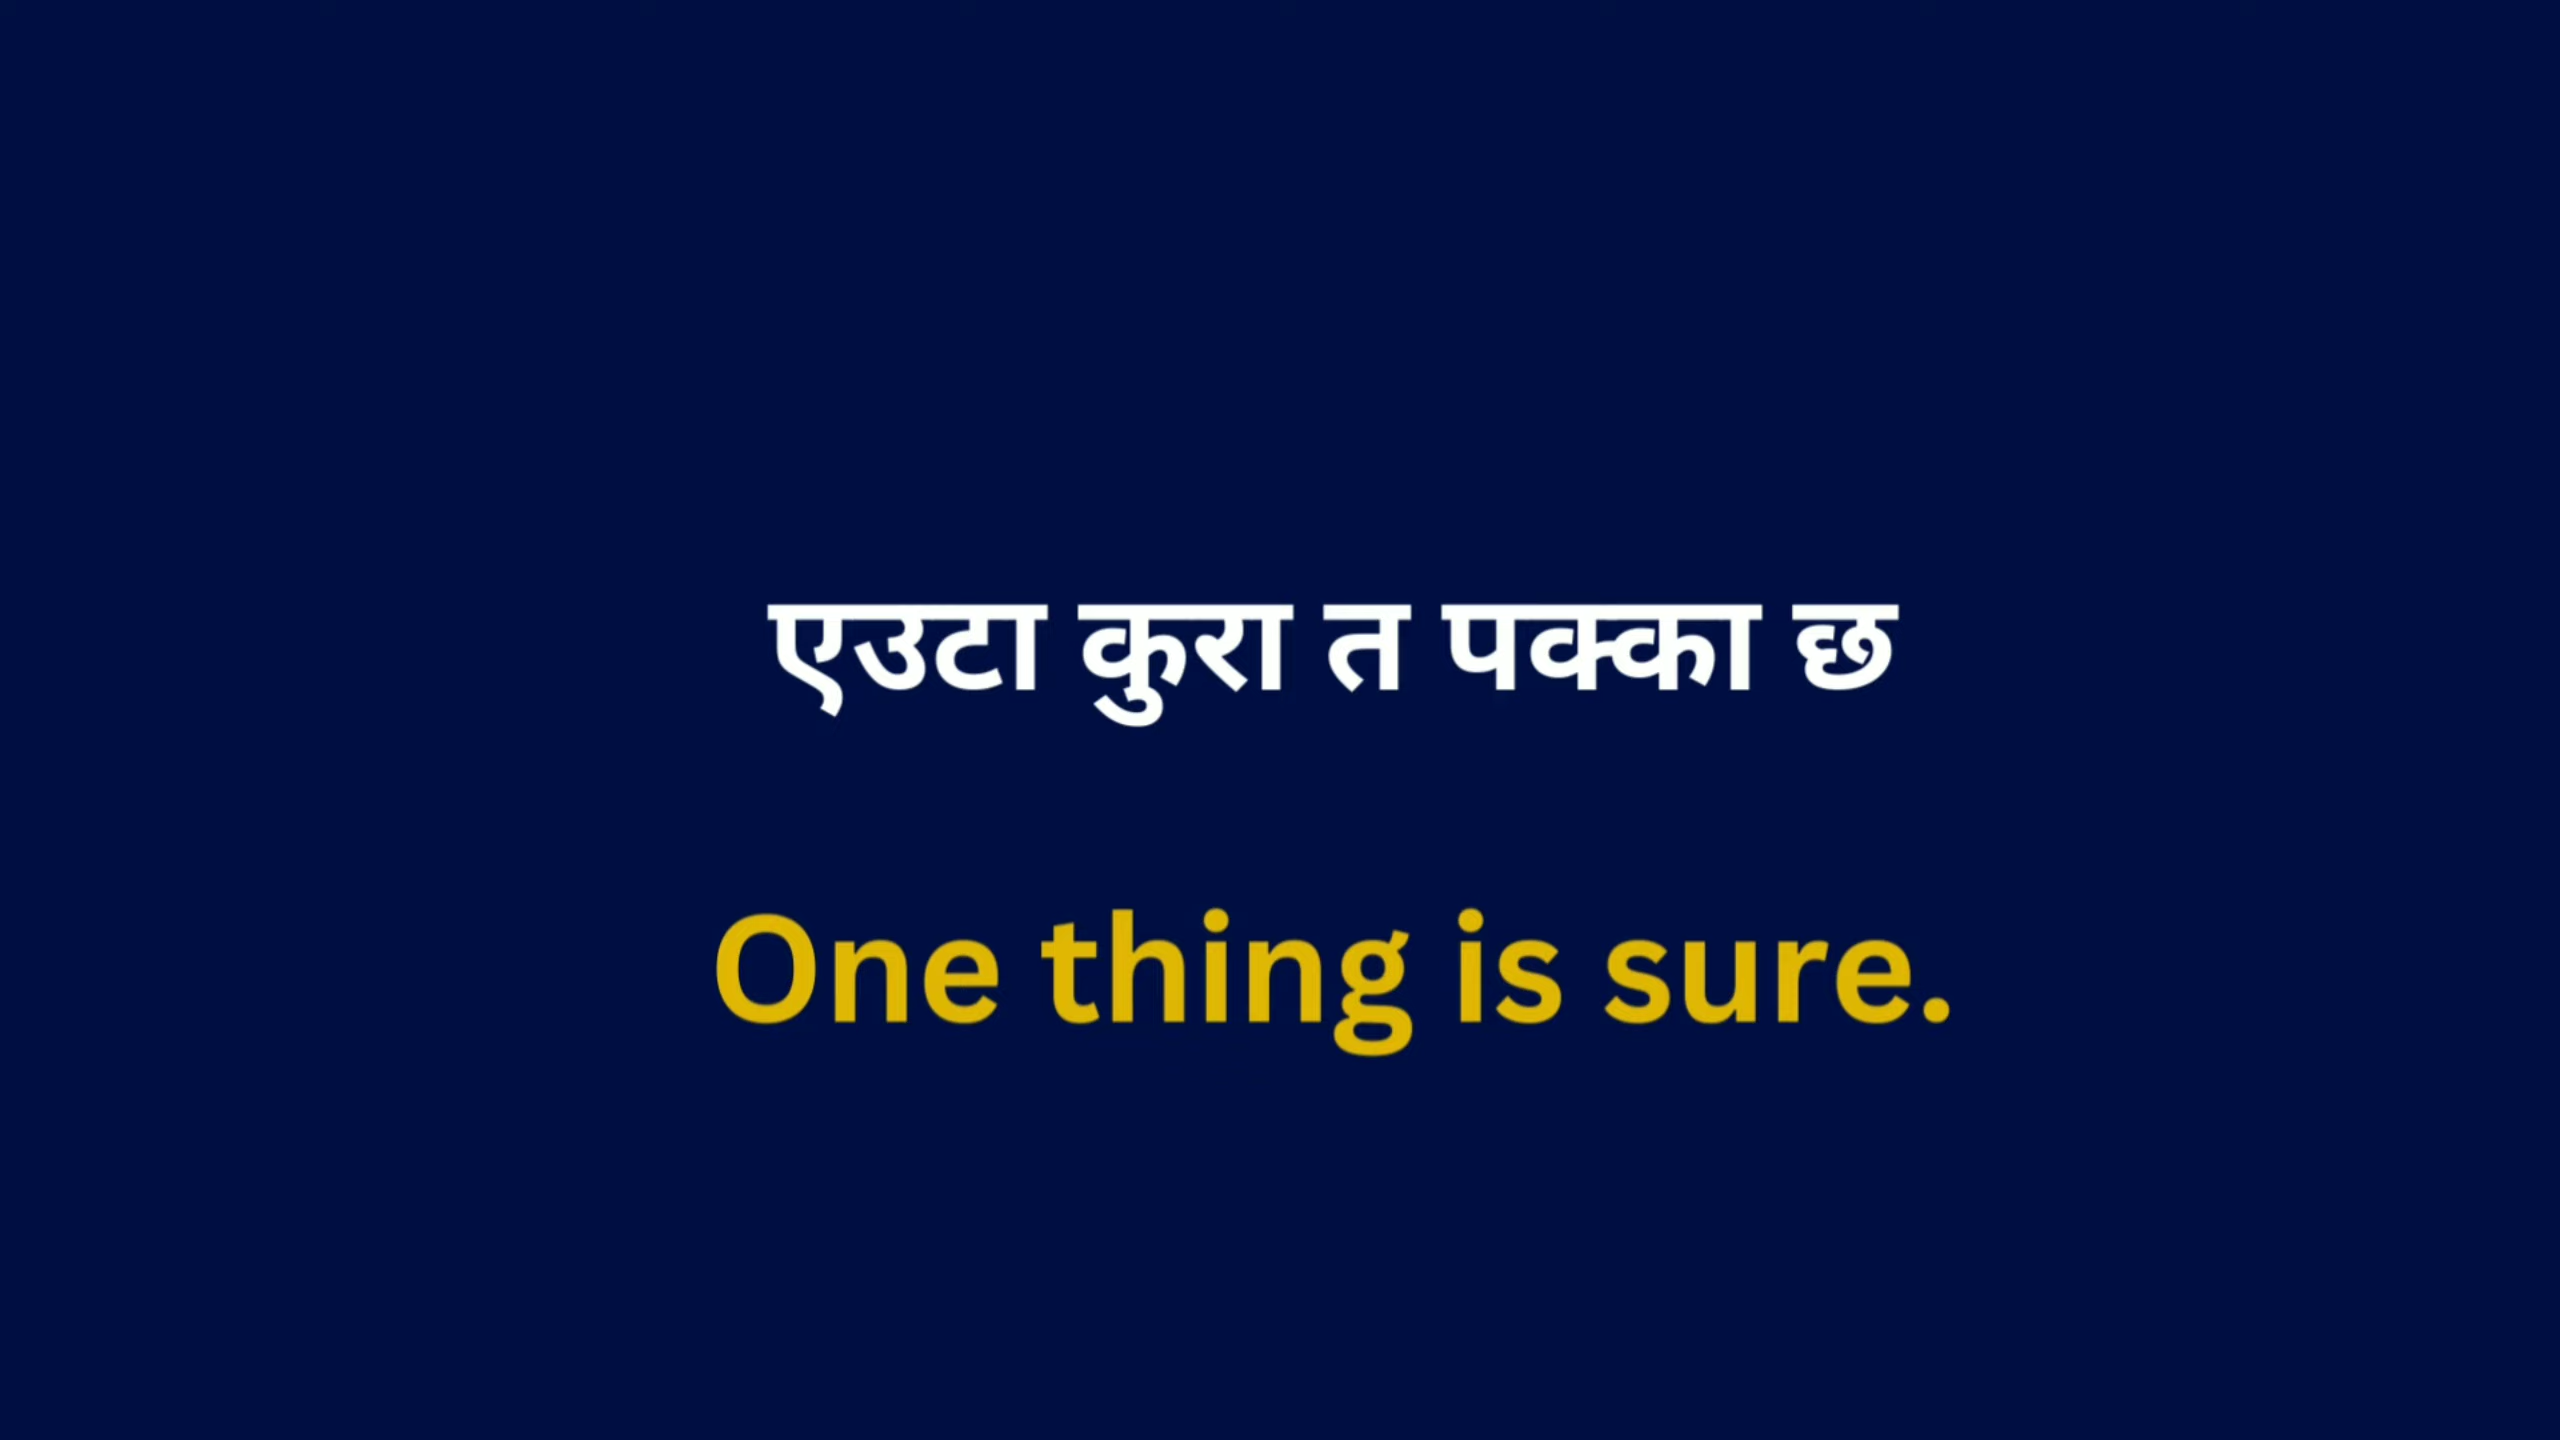 एउटा कुरा त पक्का छ
One thing is sure.